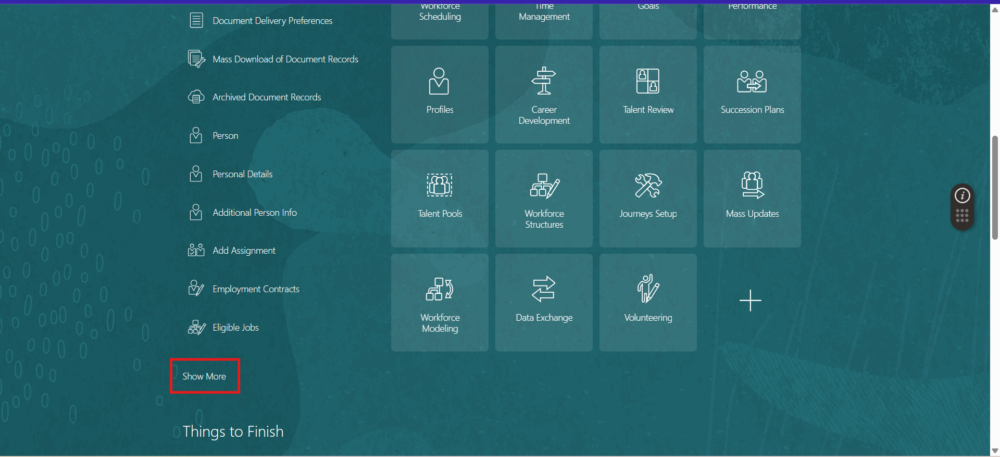 Document Delivery Preferences
Mass Download of Document Records
Archived Document Records
Person
Personal Details
Additional Person Info
Add Assignment
Employment Contracts
Eligible Jobs
Show More
Things to Finish
Workforce
Scheduling
Time
Management
Goals
Performance
Profiles
Career
Development
Talent Review
Succession Plans
Talent Pools
Workforce
Structures
Journeys Setup
Mass Updates
Workforce
Modeling
Data Exchange
Volunteering